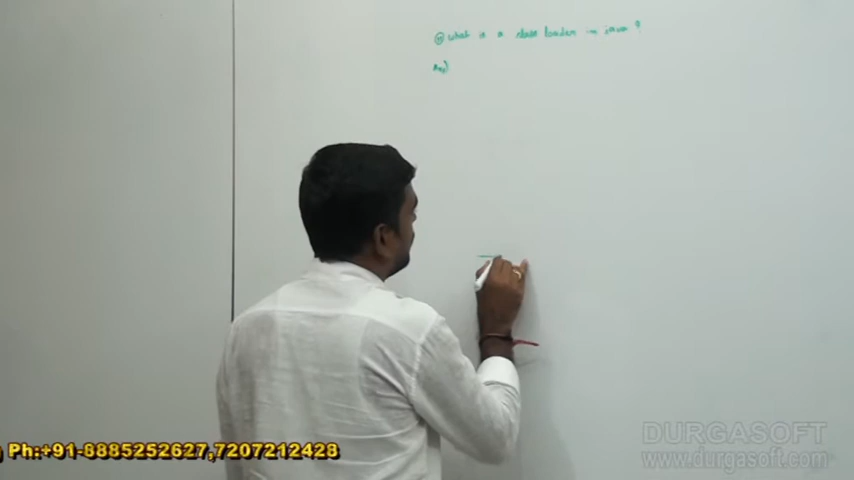 Q) What is a class loader in java ?
Ans)
Ph:+91-8885252627,7207212428
DURGASOFT
www.durgasoft.com